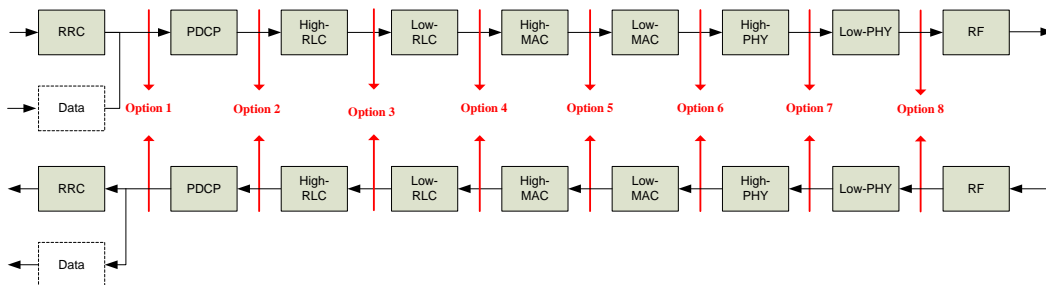 RRC
PDCP
High-
RLC
Low-
RLC
High-
MAC
Low-
MAC
High-
PHY
Low-PHY
RF
Data
Option 1
Option 2
Option 3
Option 4
Option 5
Option 6
Option 7
Option 8
RRC
PDCP
High-
RLC
Low-
RLC
High-
MAC
Low-
MAC
High-
PHY
Low-PHY
RF
Data